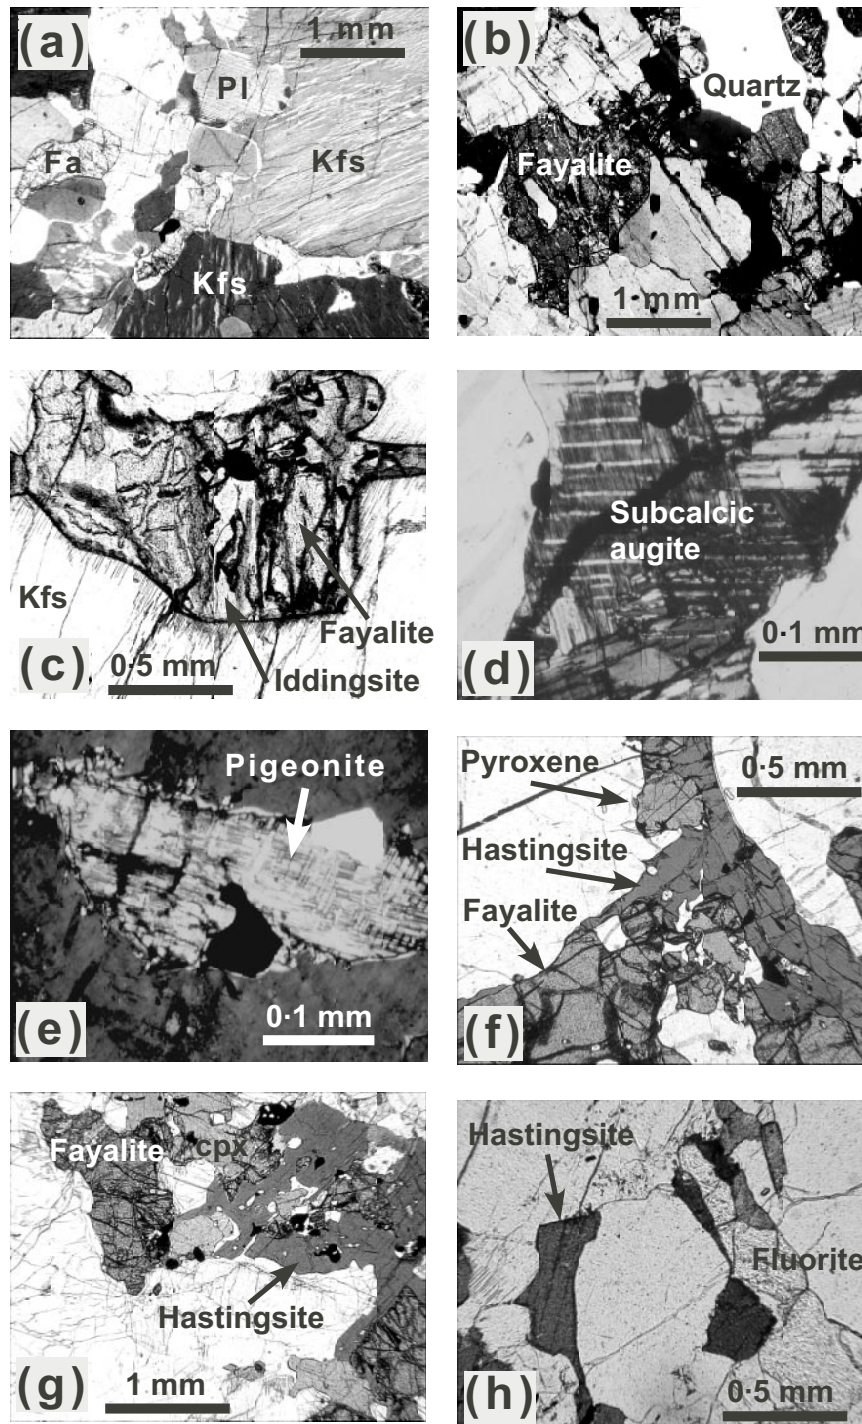 (a)
1 mm
Pl
Fa
Kfs
Kfs
(b)
Quartz
Fayalite
1 mm
Kfs
Fayalite
(c)
0·5 mm
Iddingsite
Subcalcic
augite
0·1 mm
(d)
Pigeonite
(e)
0·1 mm
Pyroxene
0·5 mm
Hastingsite
Fayalite
(f)
Fayalite
cpx
Hastingsite
(g)
1 mm
Hastingsite
Fluorite
(h)
0·5 mm